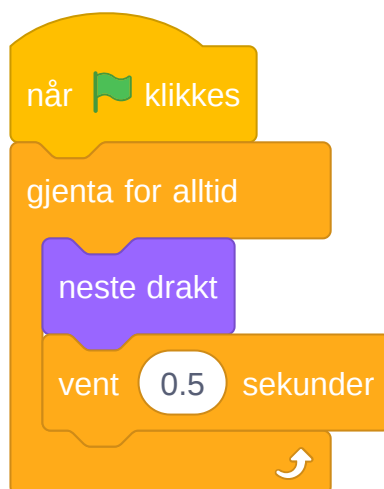 når klikkes
gjenta for alltid
neste drakt
vent 0.5 sekunder